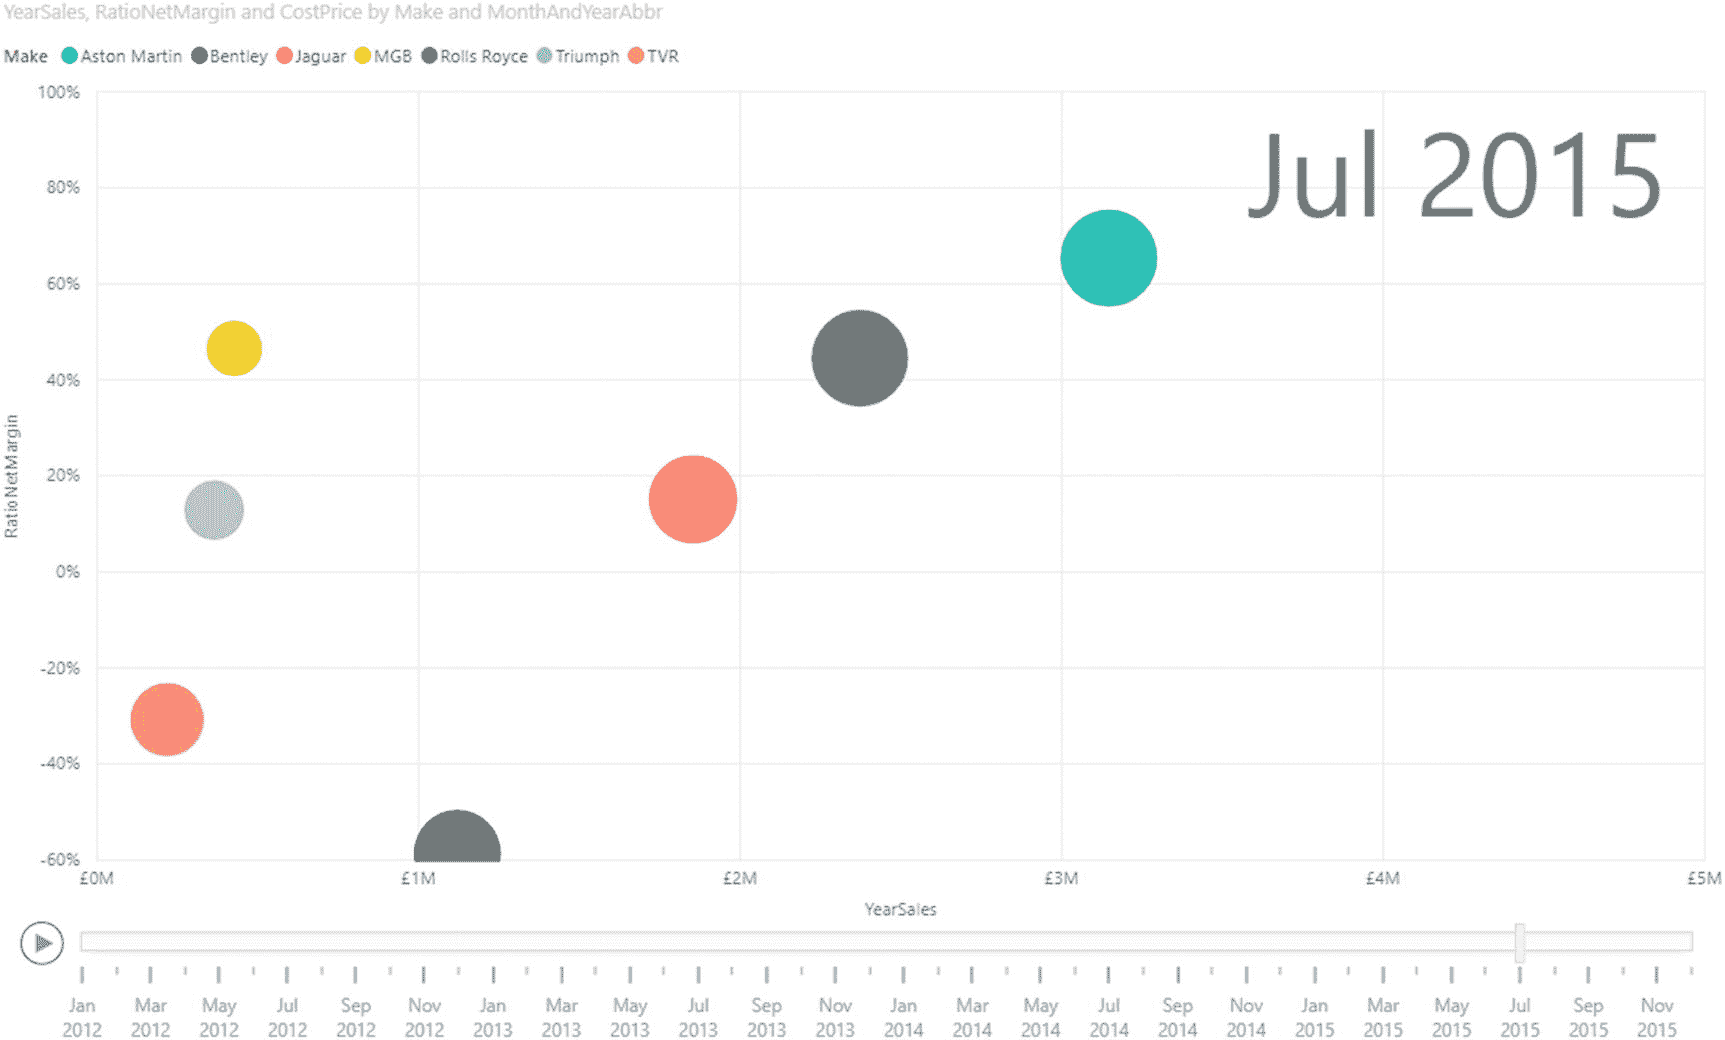 YearSales, RatioNetMargin and CostPrice by Make and MonthAndYearAbbr
Make Aston Martin Bentley Jaguar MGB Rolls Royce Triumph TVR
100%
Jul 2015
80%
60%
40%
20%
0%
-20%
-40%
-60%
RatioNetMargin
£0M £1M £2M £3M £4M £5M
YearSales
Jan Mar May Jul Sep Nov Jan Mar May Jul Sep Nov Jan Mar May Jul Sep Nov Jan Mar May Jul Sep Nov
2012 2012 2012 2012 2012 2012 2013 2013 2013 2013 2013 2013 2014 2014 2014 2014 2014 2014 2015 2015 2015 2015 2015 2015